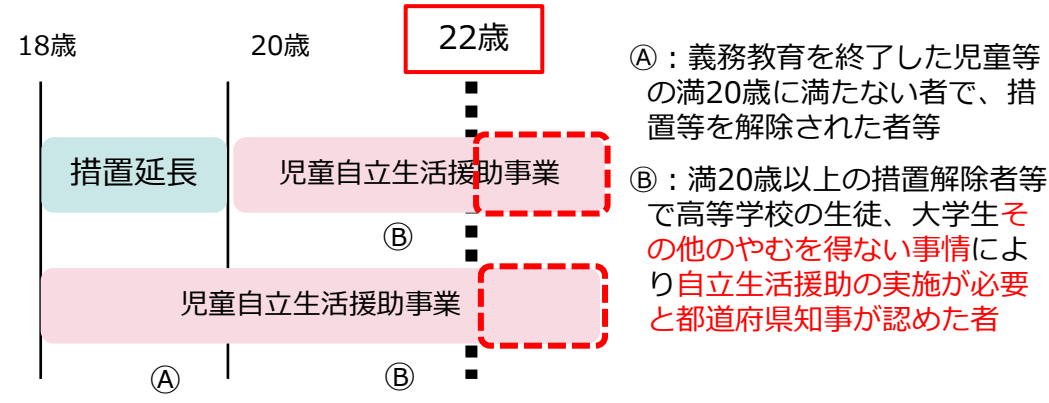 18歳
20歳
22歳
措置延長
児童自立生活援助事業
Ⓑ
児童自立生活援助事業
Ⓐ
Ⓑ
Ⓐ：義務教育を終了した児童等
の満20歳に満たない者で、措
置等を解除された者等
Ⓑ：満20歳以上の措置解除者等
で高等学校の生徒、大学生そ
の他のやむを得ない事情によ
り自立生活援助の実施が必要
と都道府県知事が認めた者